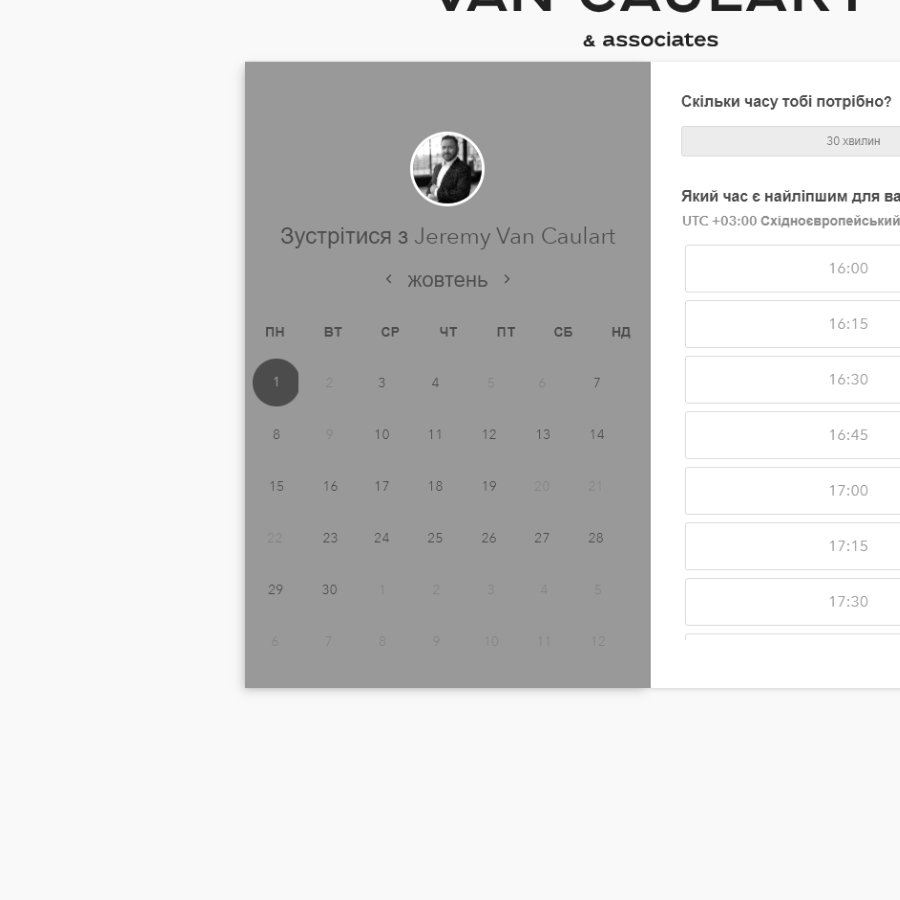 VAN CAULART
& associates
Зустрітися з Jeremy Van Caulart
жовтень
ПН ВТ СР ЧТ ПТ СБ НД
1 2 3 4 5 6 7
8 9 10 11 12 13 14
15 16 17 18 19 20 21
22 23 24 25 26 27 28
29 30 1 2 3 4 5
6 7 8 9 10 11 12
Скільки часу тобі потрібно?
30 хвилин
Який час є найліпшим для ва
UTC +03:00 Східноєвропейський
16:00
16:15
16:30
16:45
17:00
17:15
17:30